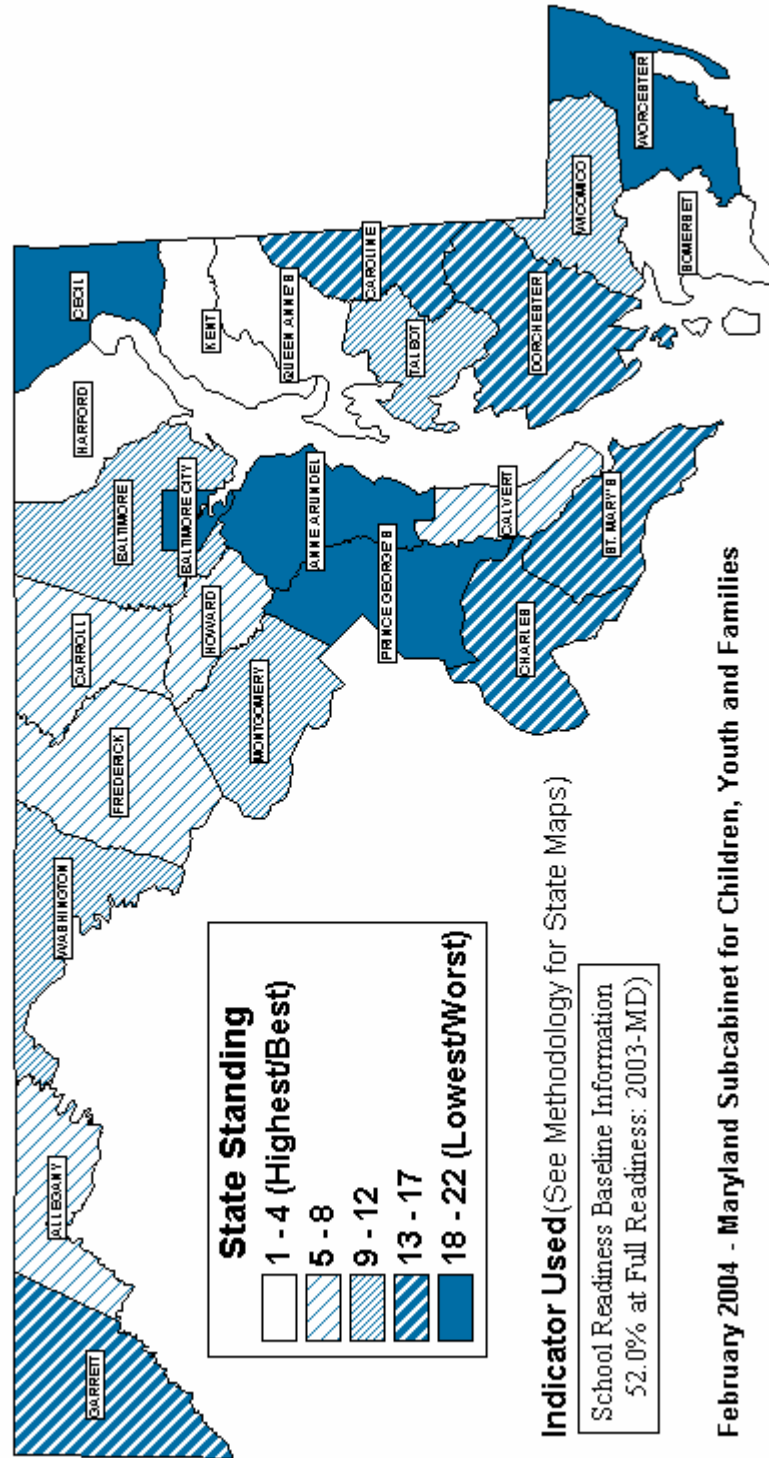 GARRETT
ALLEGANY
WASHINGTON
FREDERICK
CARROLL
BALTIMORE
HARFORD
CECIL
BALTIMORE CITY
HOWARD
MONTGOMERY
KENT
QUEEN ANNE'S
ANNE ARUNDEL
PRINCE GEORGE'S
TALBOT
CAROLINE
CALVERT
CHARLES
ST. MARY'S
DORCHESTER
WICOMICO
WORCESTER
SOMERSET
State Standing
1 - 4 (Highest/Best)
5 - 8
9 - 12
13 - 17
18 - 22 (Lowest/Worst)
Indicator Used(See Methodology for State Maps)
School Readiness Baseline Information
52.0% at Full Readiness: 2003-MD)
February 2004 - Maryland Subcabinet for Children, Youth and Families